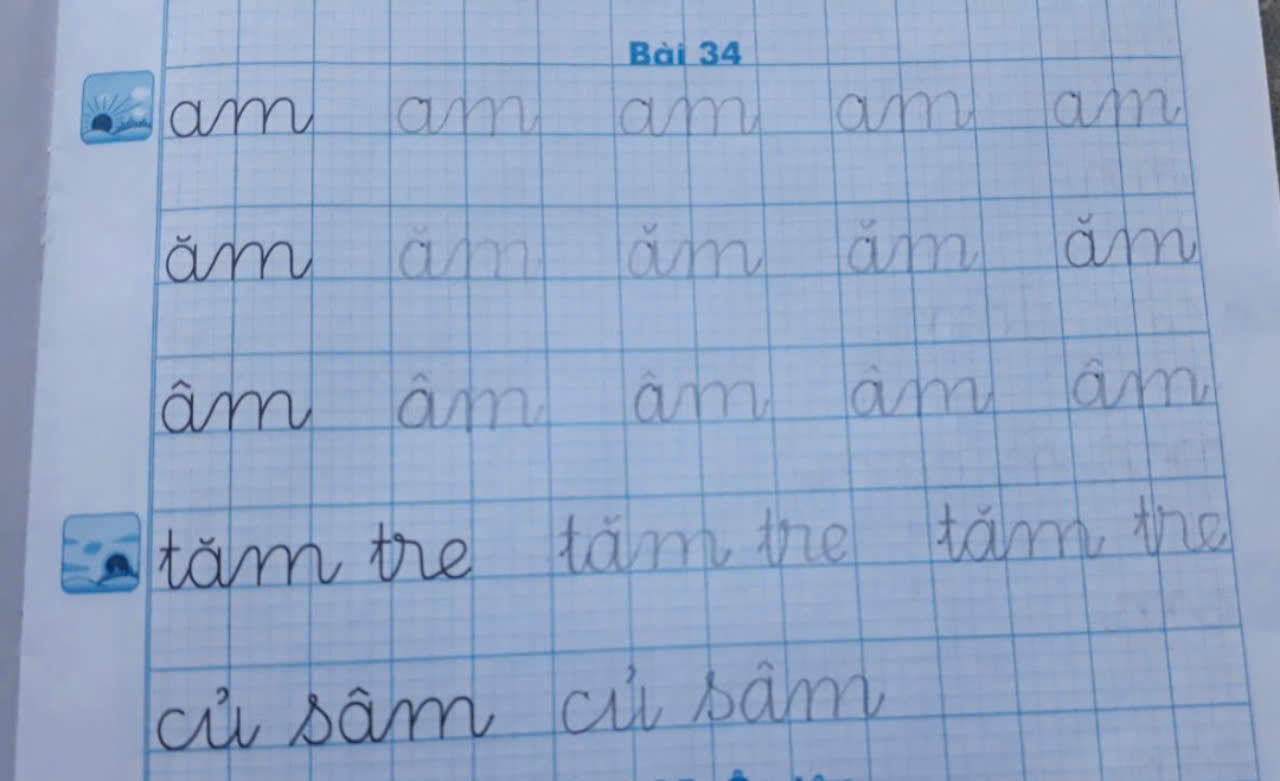 Bài 34
am am am am am
ăm ăm ăm ăm ăm
âm âm âm âm âm
tăm tre tăm tre tăm tre
củ sâm củ sâm